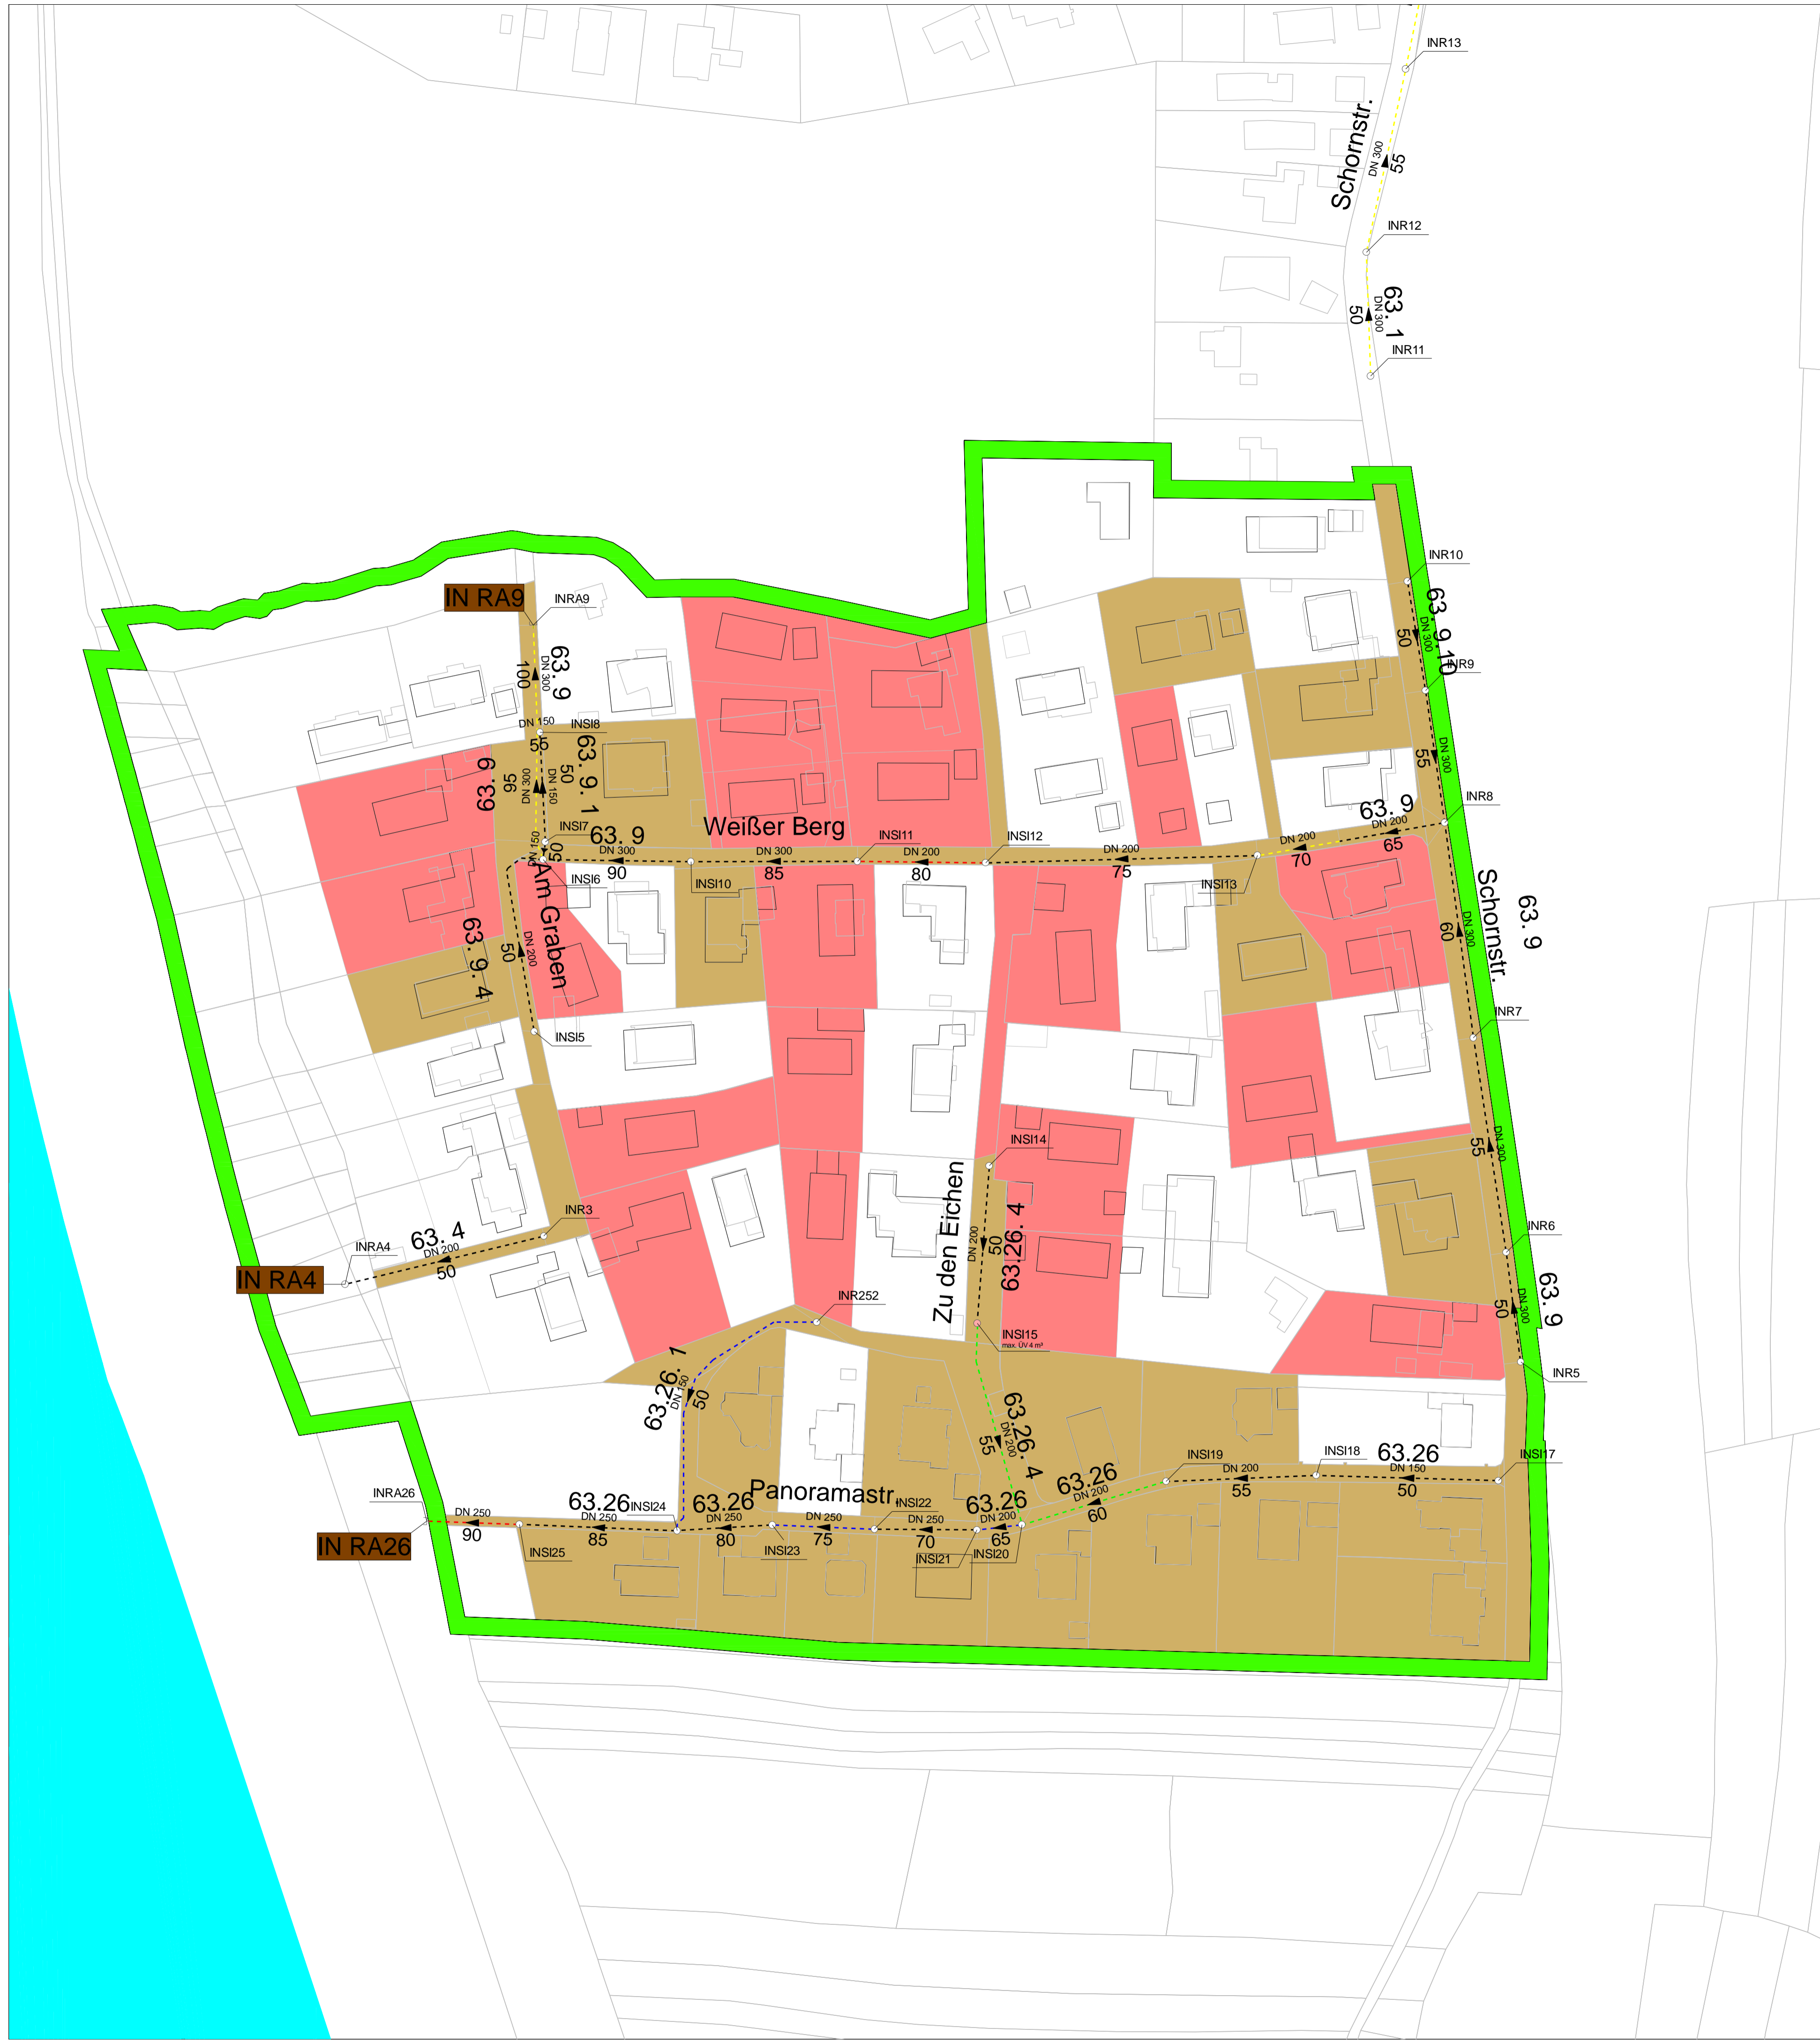 INR13
Schornstr.
DN 300
55
INR12
63. 1
DN 300
50
INR11
INR10
63. 9.10
DN 300
50
INR9
IN RA9
INRA9
63. 9
DN 300
100
DN 150
INSI8
55
DN 300
55
63. 9
95
DN 300
DN 150
50
63. 9. 1
INR8
63. 9
DN 200
65
DN 200
70
INSI7
DN 150
50
63. 9
Weißer Berg
DN 300
90
DN 300
85
INSI11
DN 200
80
INSI12
DN 200
75
INSI13
INSI6
INSI10
Am Graben
63. 9. 4
50
DN 200
Schornstr.
63. 9
DN 300
60
INSI5
INR7
DN 300
55
INSI14
Zu den Eichen
DN 200
50
63.26. 4
INR3
63. 4
DN 200
50
INRA4
IN RA4
INR6
63. 9
DN 300
50
INR252
INSI15
max. ÜV 4 m³
INR5
63.26. 1
DN 150
50
63.26. 4
DN 200
55
INSI19
INSI18
63.26
INSI17
DN 200
55
DN 150
50
63.26
DN 200
60
Panoramastr.
INRA26
IN RA26
DN 250
90
63.26
DN 250
85
INSI24
63.26
DN 250
80
INSI22
DN 250
75
DN 250
70
63.26
DN 200
65
INSI25
INSI23
INSI21
INSI20